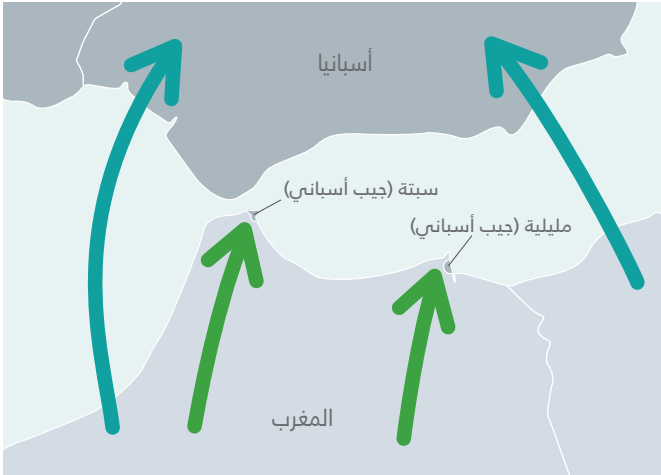 أسبانيا
سبتة (جيب أسباني)
مليلية (جيب أسباني)
المغرب